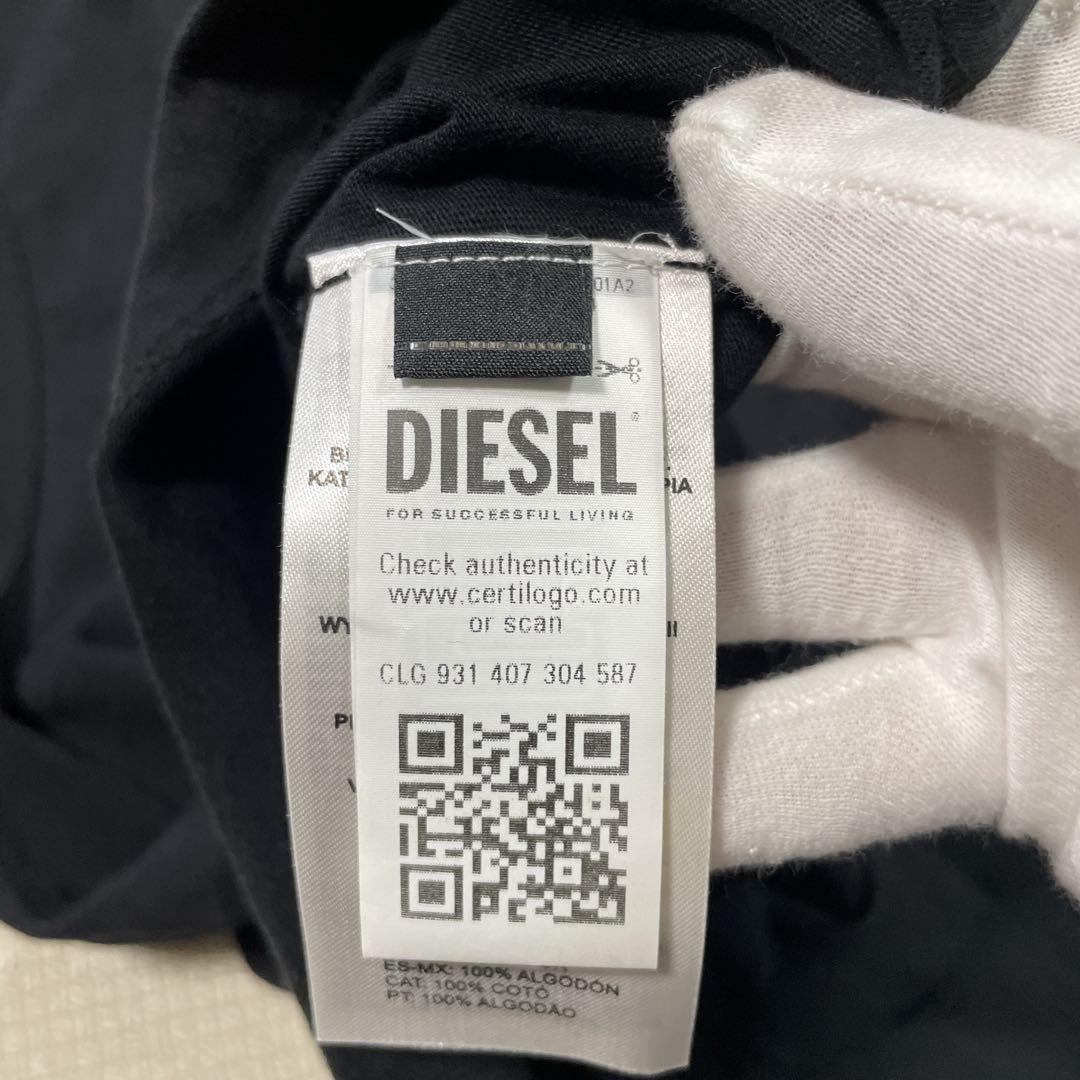 01A2
DIESEL®
FOR SUCCESSFUL LIVING
Check authenticity at
www.certilogo.com
or scan
CLG 931 407 304 587
ES-MX: 100% ALGODÓN
CAT: 100% COTÓ
PT: 100% ALGODÃO